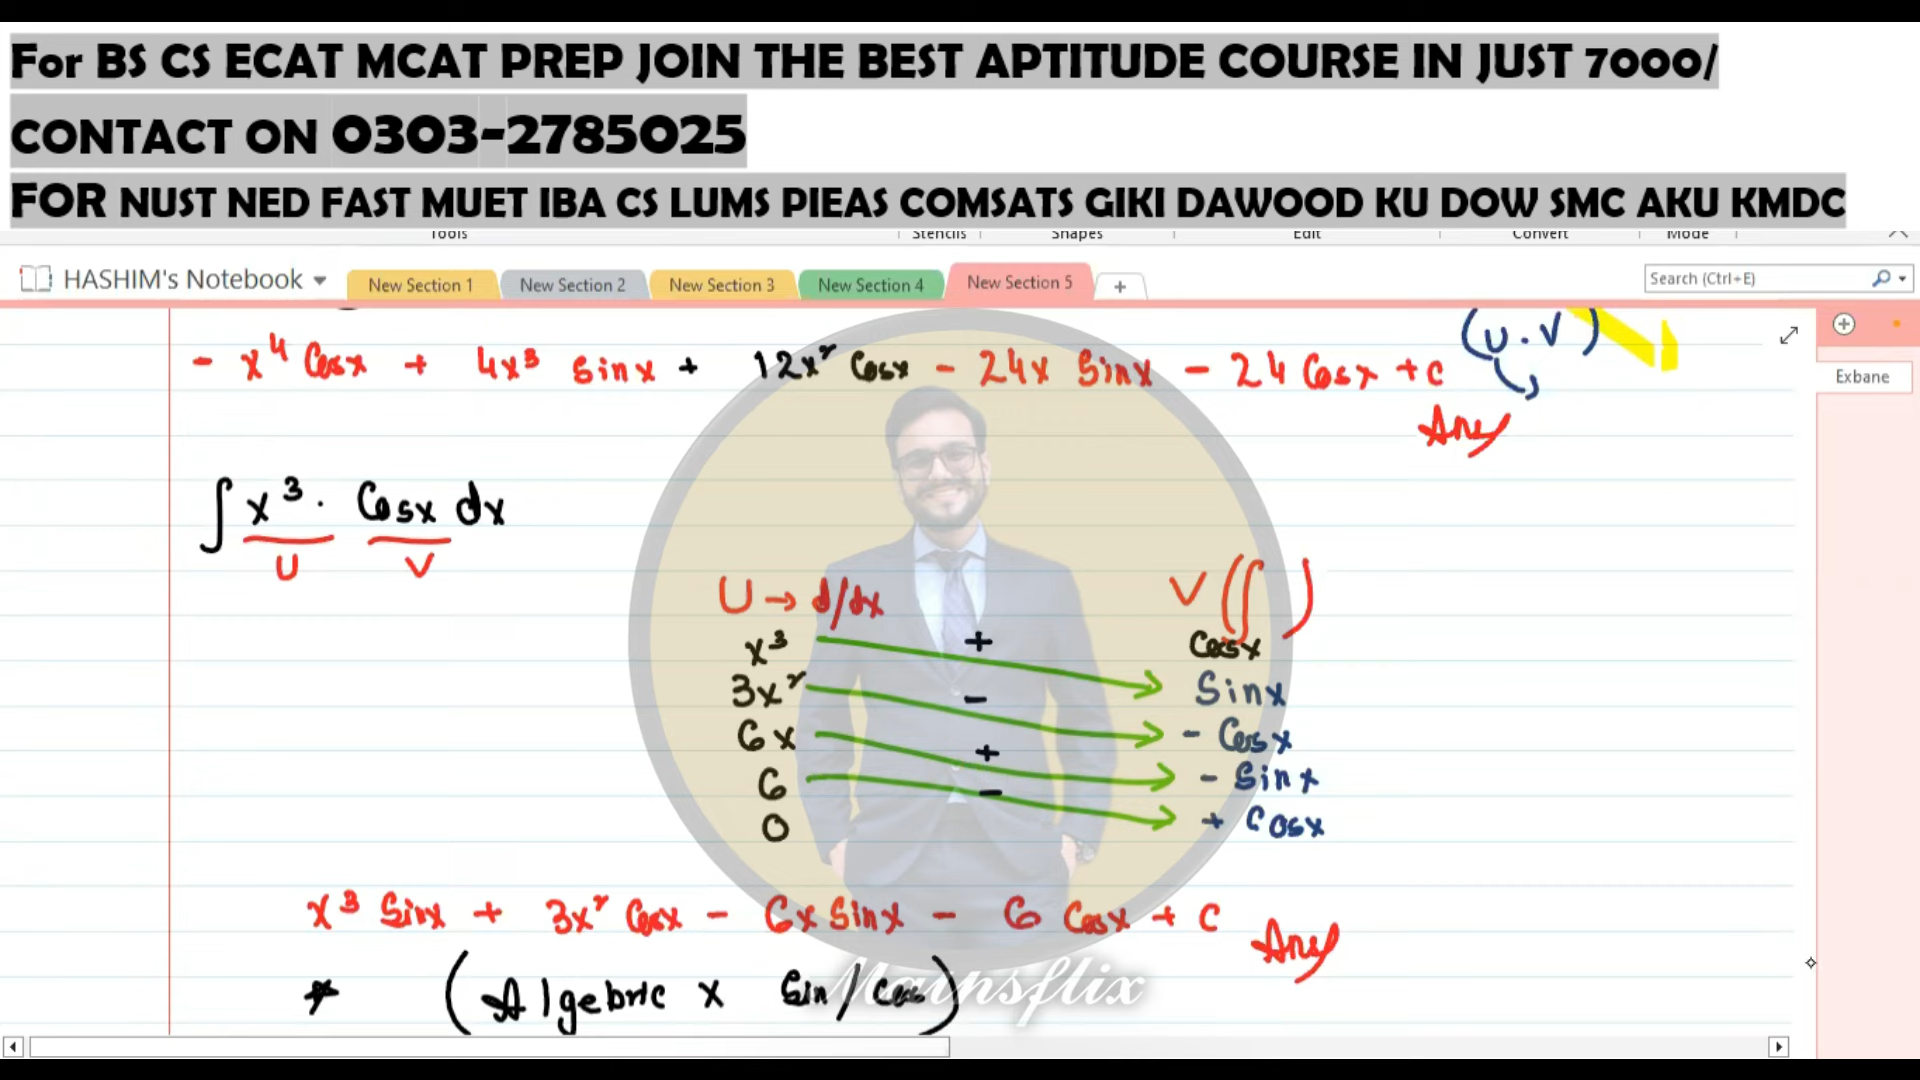 For BS CS ECAT MCAT PREP JOIN THE BEST APTITUDE COURSE IN JUST 7000/
CONTACT ON 0303-2785025
FOR NUST NED FAST MUET IBA CS LUMS PIEAS COMSATS GIKI DAWOOD KU DOW SMC AKU KMDC
Tools Stencils Shapes Edit Convert Mode
HASHIM's Notebook New Section 1 New Section 2 New Section 3 New Section 4 New Section 5 + Search (Ctrl+E)
(U . V)
- x⁴ Cosx + 4x³ Sinx + 12x² Cosx - 24x Sinx - 24 Cosx + c
Exbane
Ans
∫ x³ . Cosx dx
U V
U → d/dx V (∫ )
x³ + Cosx
3x² - Sinx
6x + - Cosx
6 - - Sinx
0 + Cosx
x³ Sinx + 3x² Cosx - 6x Sinx - 6 Cosx + c
Ans
* (Algebric x Sin/Cos)
Mainsflix